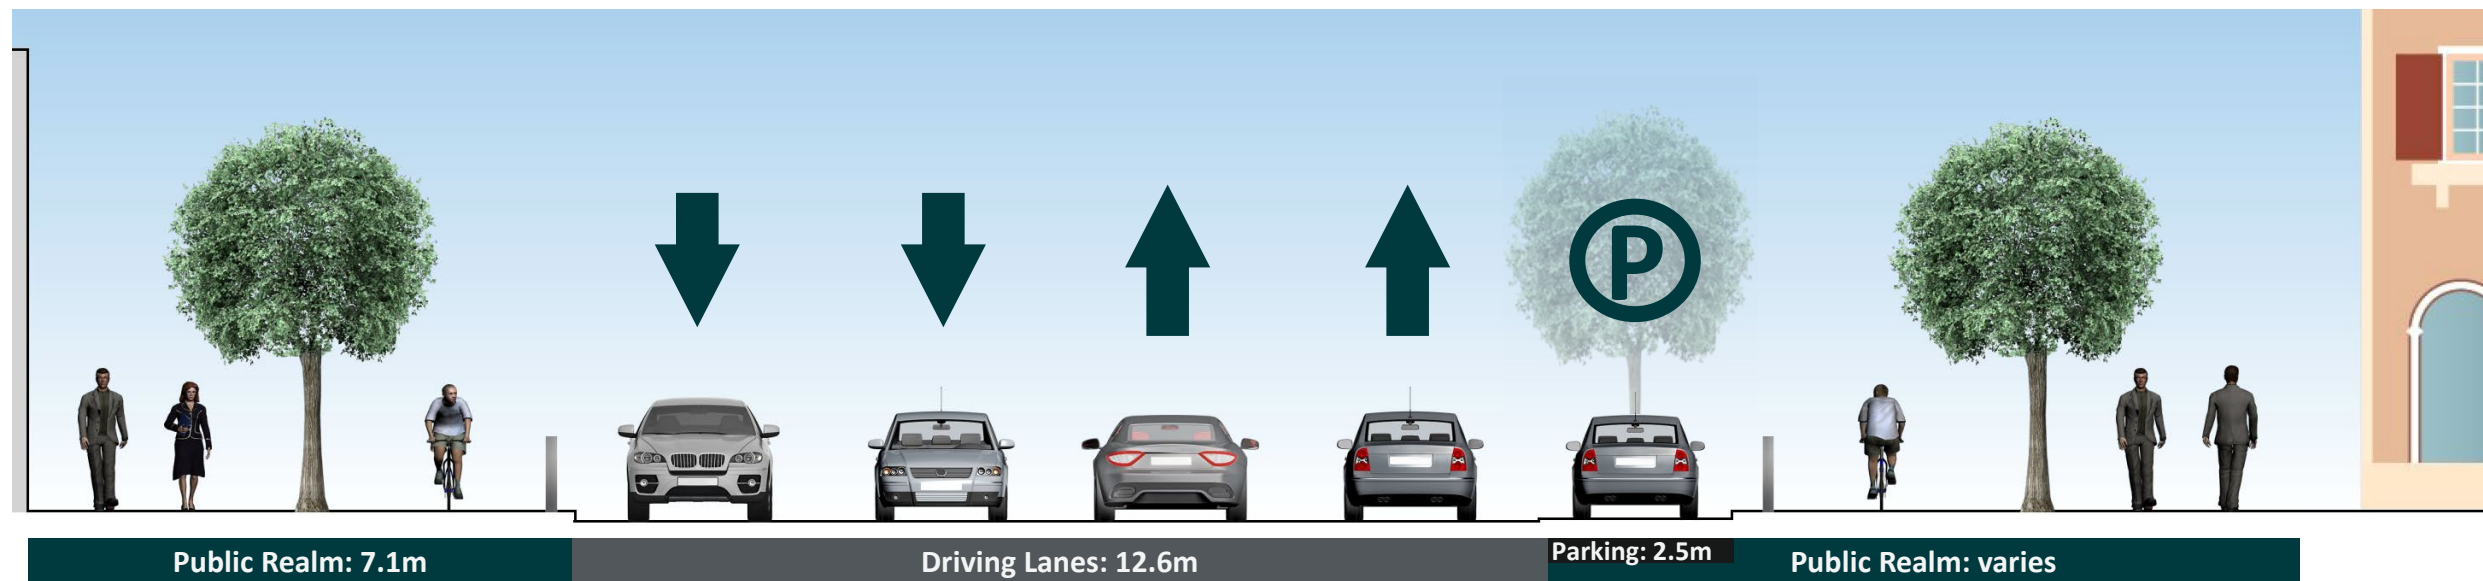 P
Public Realm: 7.1m
Driving Lanes: 12.6m
Parking: 2.5m
Public Realm: varies